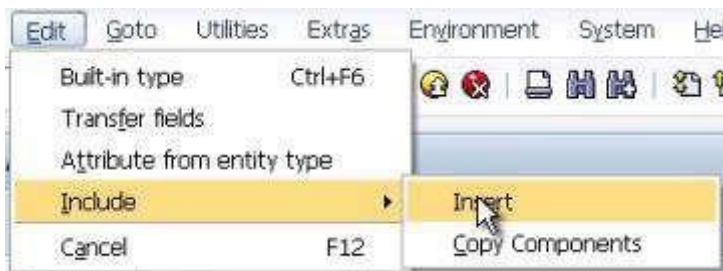 Edit Goto Utilities Extras Environment System
Built-in type Ctrl+F6
Transfer fields
Attribute from entity type
Include Insert
Cancel F12 Copy Components